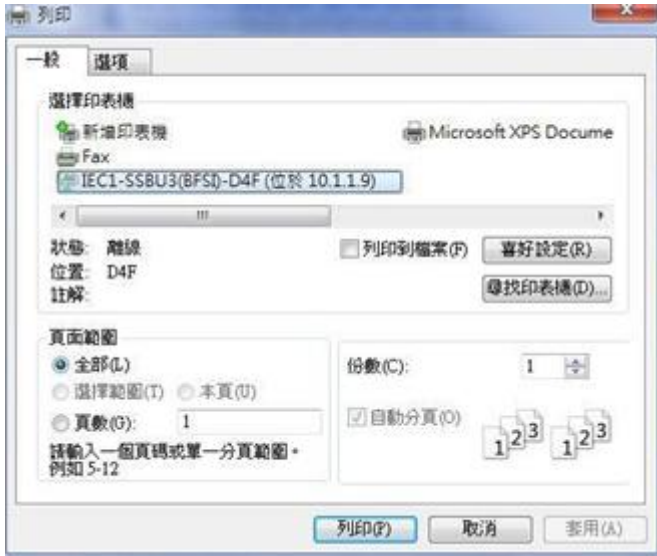 列印
一般 選項
選擇印表機
新增印表機 Microsoft XPS Docume
Fax
IEC1-SSBU3(BFSI)-D4F (位於 10.1.1.9)
狀態: 離線 列印到檔案(F) 喜好設定(R)
位置: D4F
註解: 尋找印表機(D)...
頁面範圍
全部(L) 份數(C): 1
選擇範圍(T) 本頁(U)
頁數(G): 1 自動分頁(O)
請輸入一個頁碼或單一分頁範圍。
例如 5-12
1 2 3 1 2 3
列印(P) 取消 套用(A)